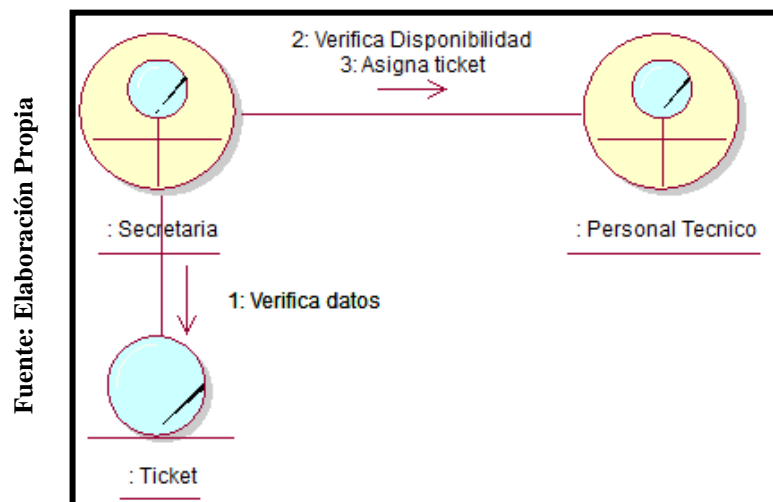 Fuente: Elaboración Propia
2: Verifica Disponibilidad
3: Asigna ticket
: Secretaria
: Personal Tecnico
1: Verifica datos
: Ticket